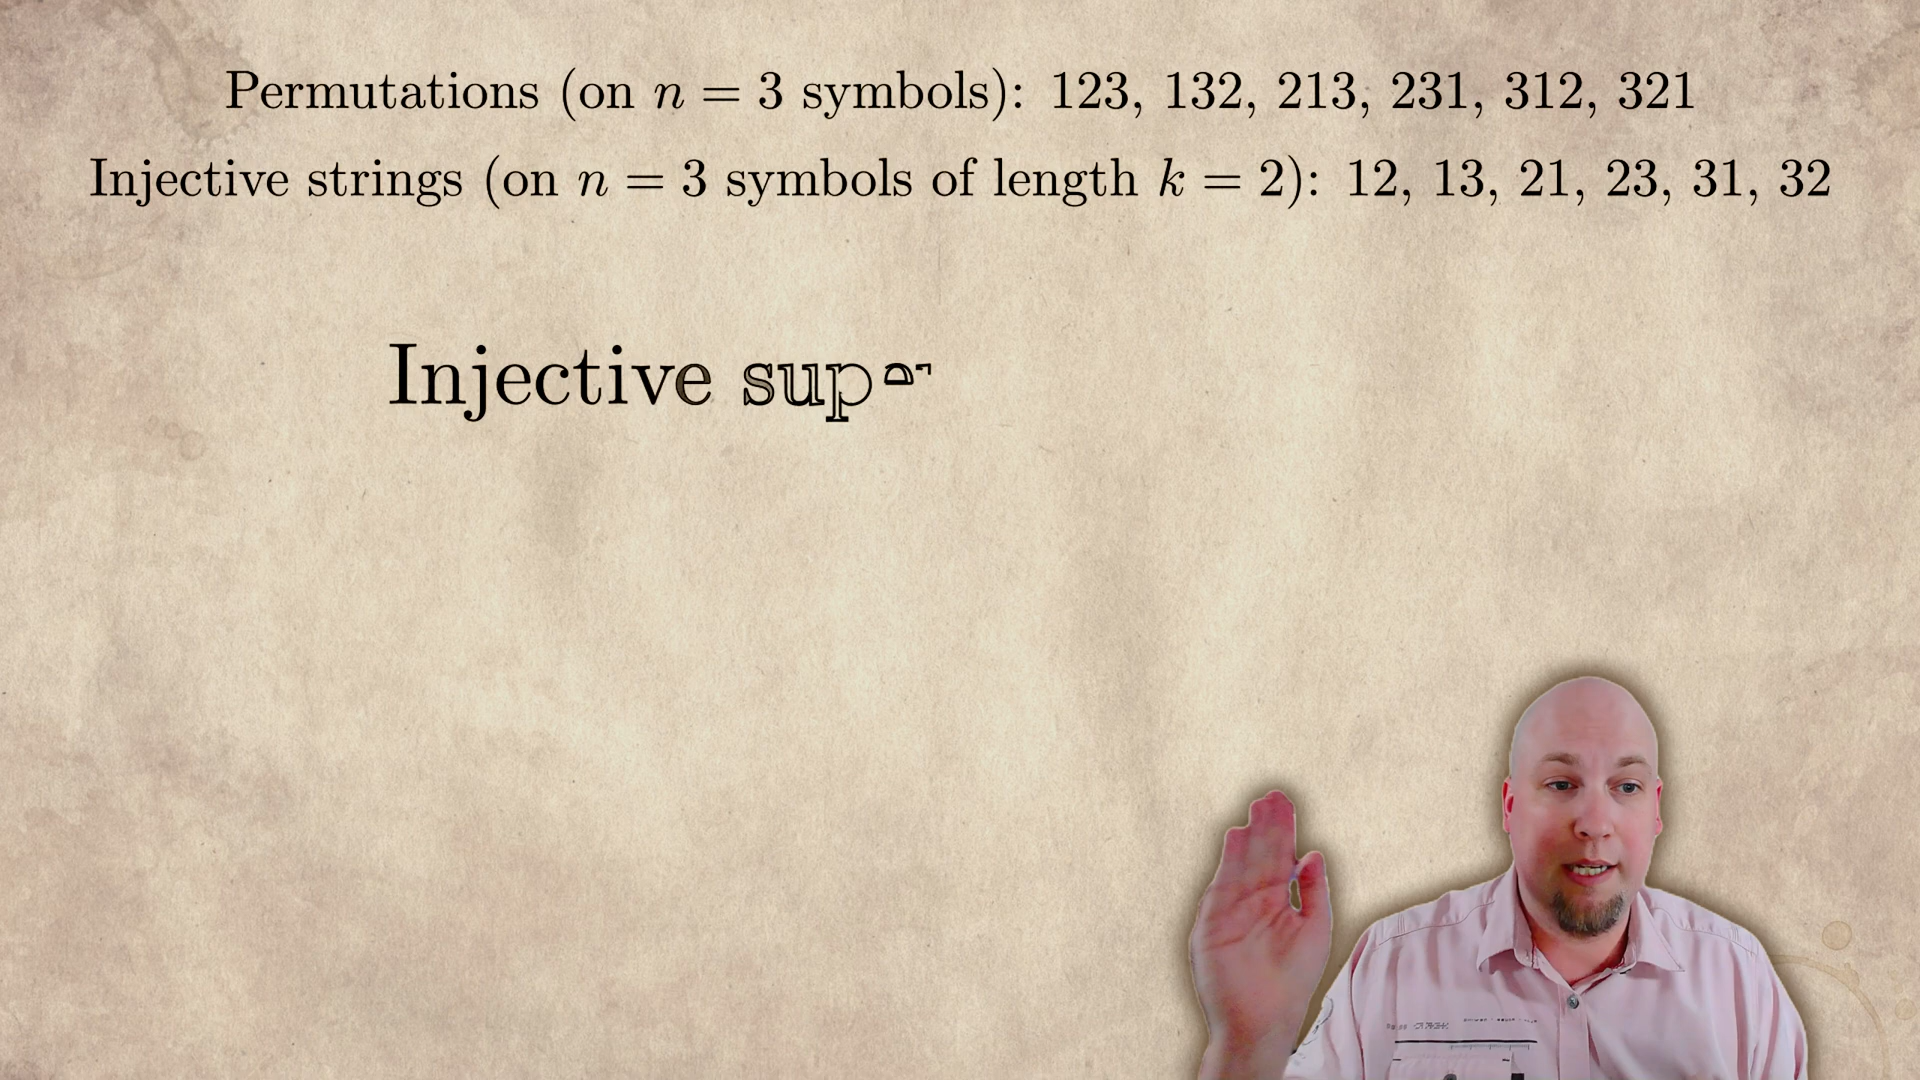 Permutations (on n = 3 symbols): 123, 132, 213, 231, 312, 321
Injective strings (on n = 3 symbols of length k = 2): 12, 13, 21, 23, 31, 32
Injective super